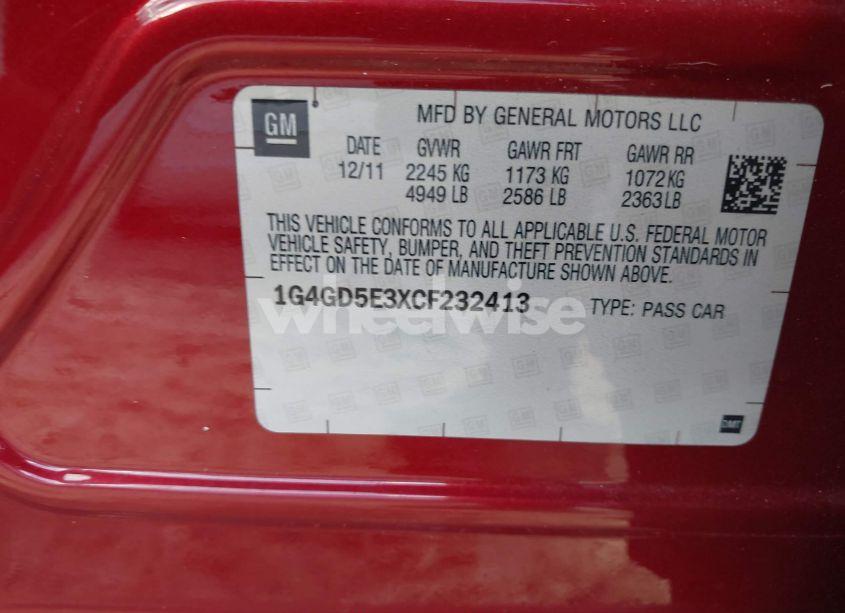 GM
MFD BY GENERAL MOTORS LLC
DATE GVWR GAWR FRT GAWR RR
12/11 2245 KG 1173 KG 1072 KG
4949 LB 2586 LB 2363 LB
THIS VEHICLE CONFORMS TO ALL APPLICABLE U.S. FEDERAL MOTOR
VEHICLE SAFETY, BUMPER, AND THEFT PREVENTION STANDARDS IN
EFFECT ON THE DATE OF MANUFACTURE SHOWN ABOVE.
1G4GD5E3XCF232413 TYPE: PASS CAR
wheelwise